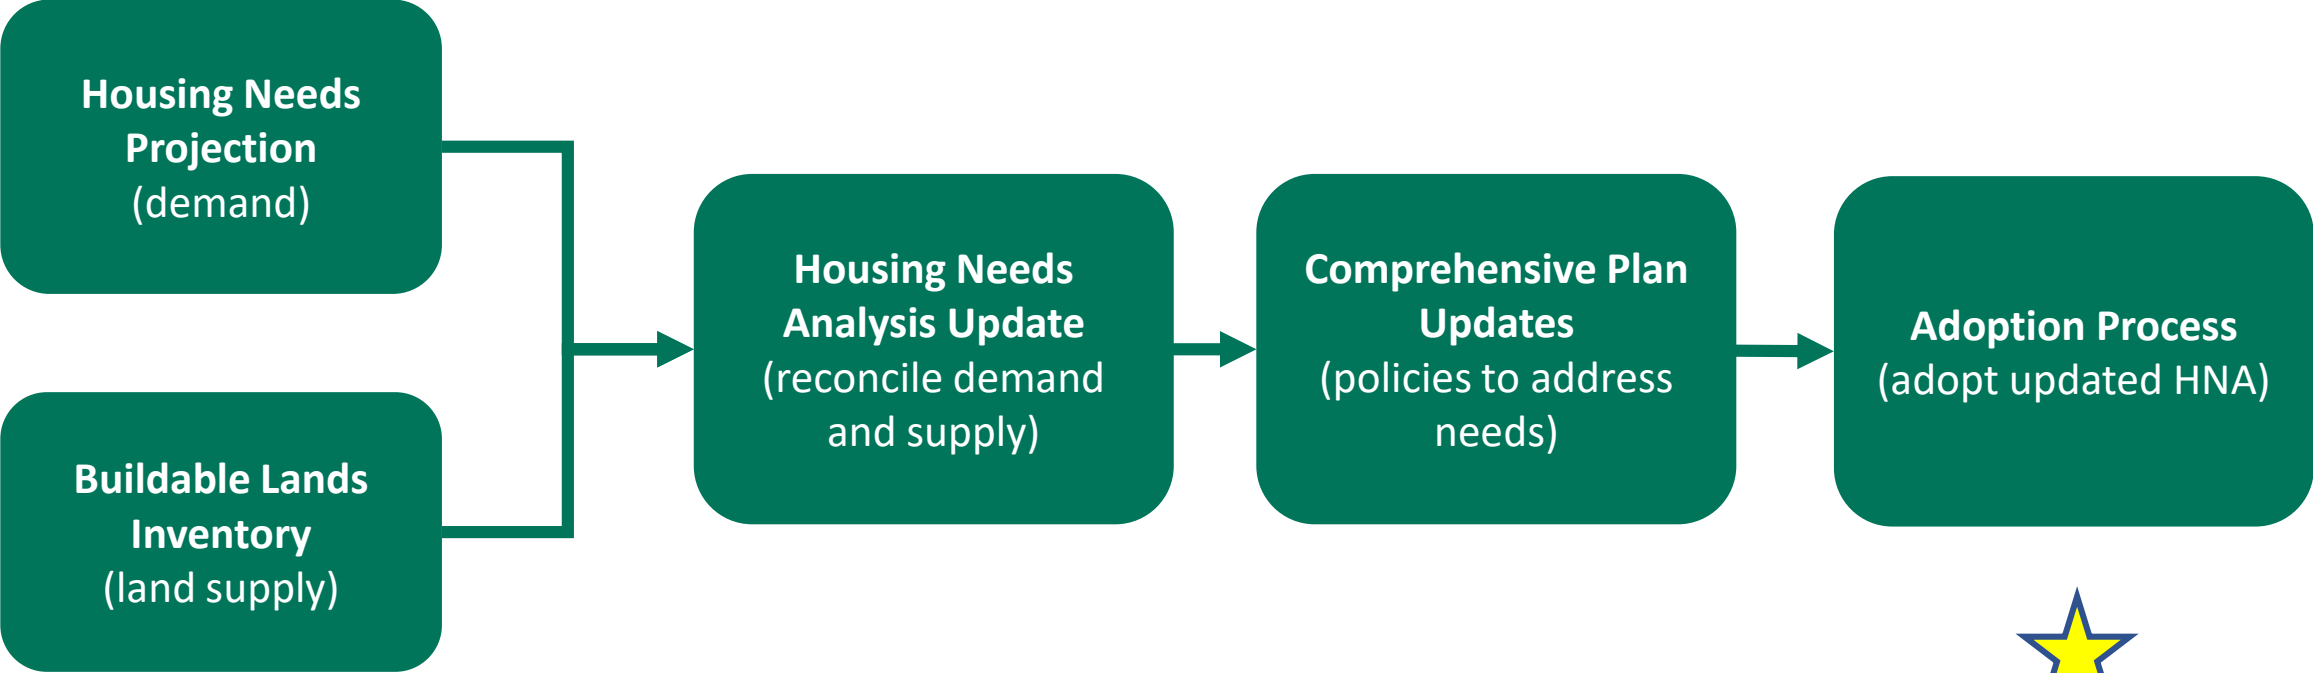 Housing Needs
Projection
(demand)
Buildable Lands
Inventory
(land supply)
Housing Needs
Analysis Update
(reconcile demand
and supply)
Comprehensive Plan
Updates
(policies to address
needs)
Adoption Process
(adopt updated HNA)